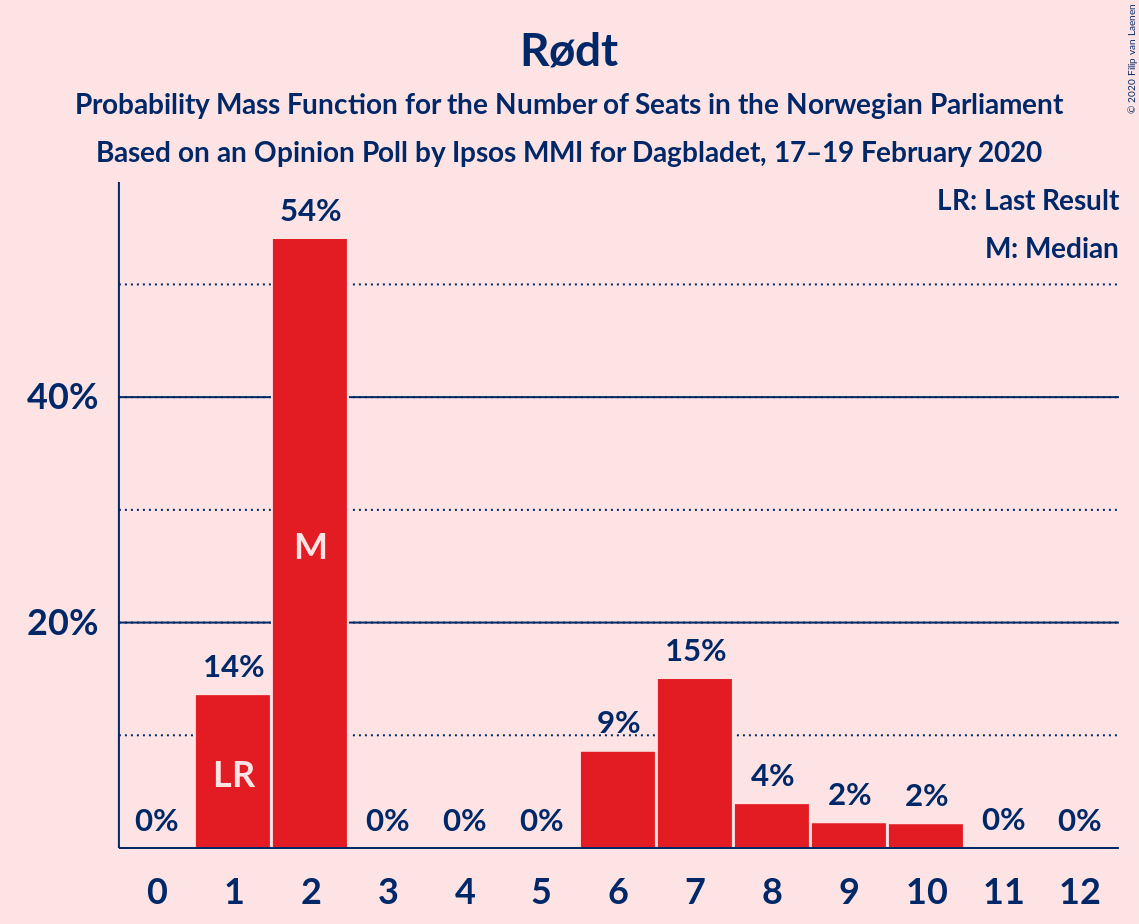 Rødt
Probability Mass Function for the Number of Seats in the Norwegian Parliament
Based on an Opinion Poll by Ipsos MMI for Dagbladet, 17–19 February 2020
© 2020 Filip van Laenen
LR: Last Result
M: Median
40%
20%
0%
14%
54%
0%
0%
0%
9%
15%
4%
2%
2%
0%
0%
LR
M
0 1 2 3 4 5 6 7 8 9 10 11 12